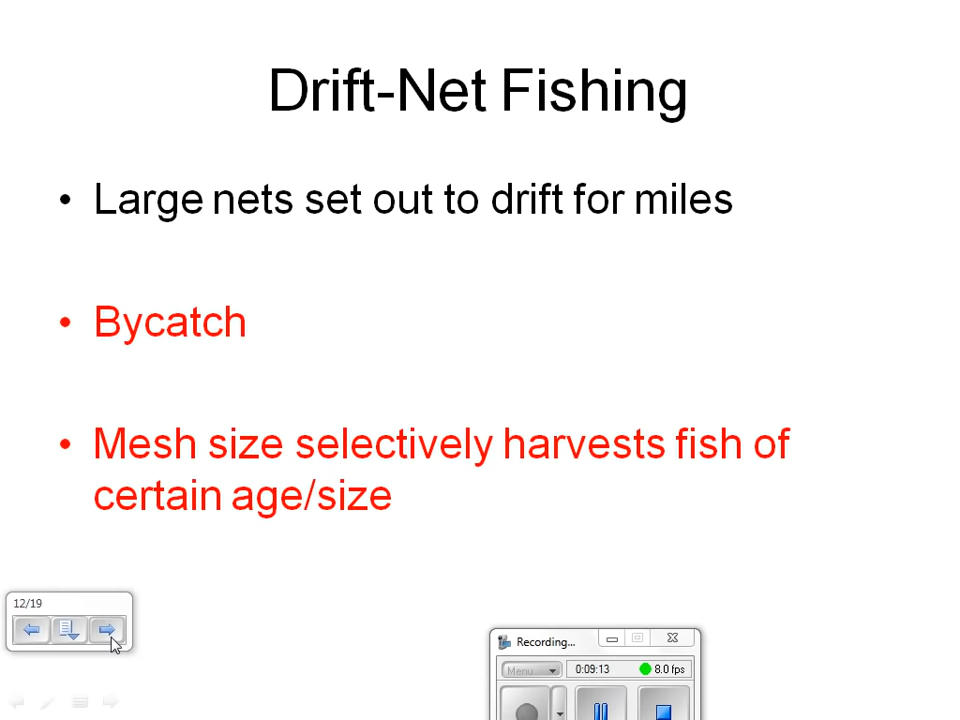 Drift-Net Fishing
• Large nets set out to drift for miles
• Bycatch
• Mesh size selectively harvests fish of
certain age/size
12/19
Recording...
Menu
0:09:13
8.0 fps